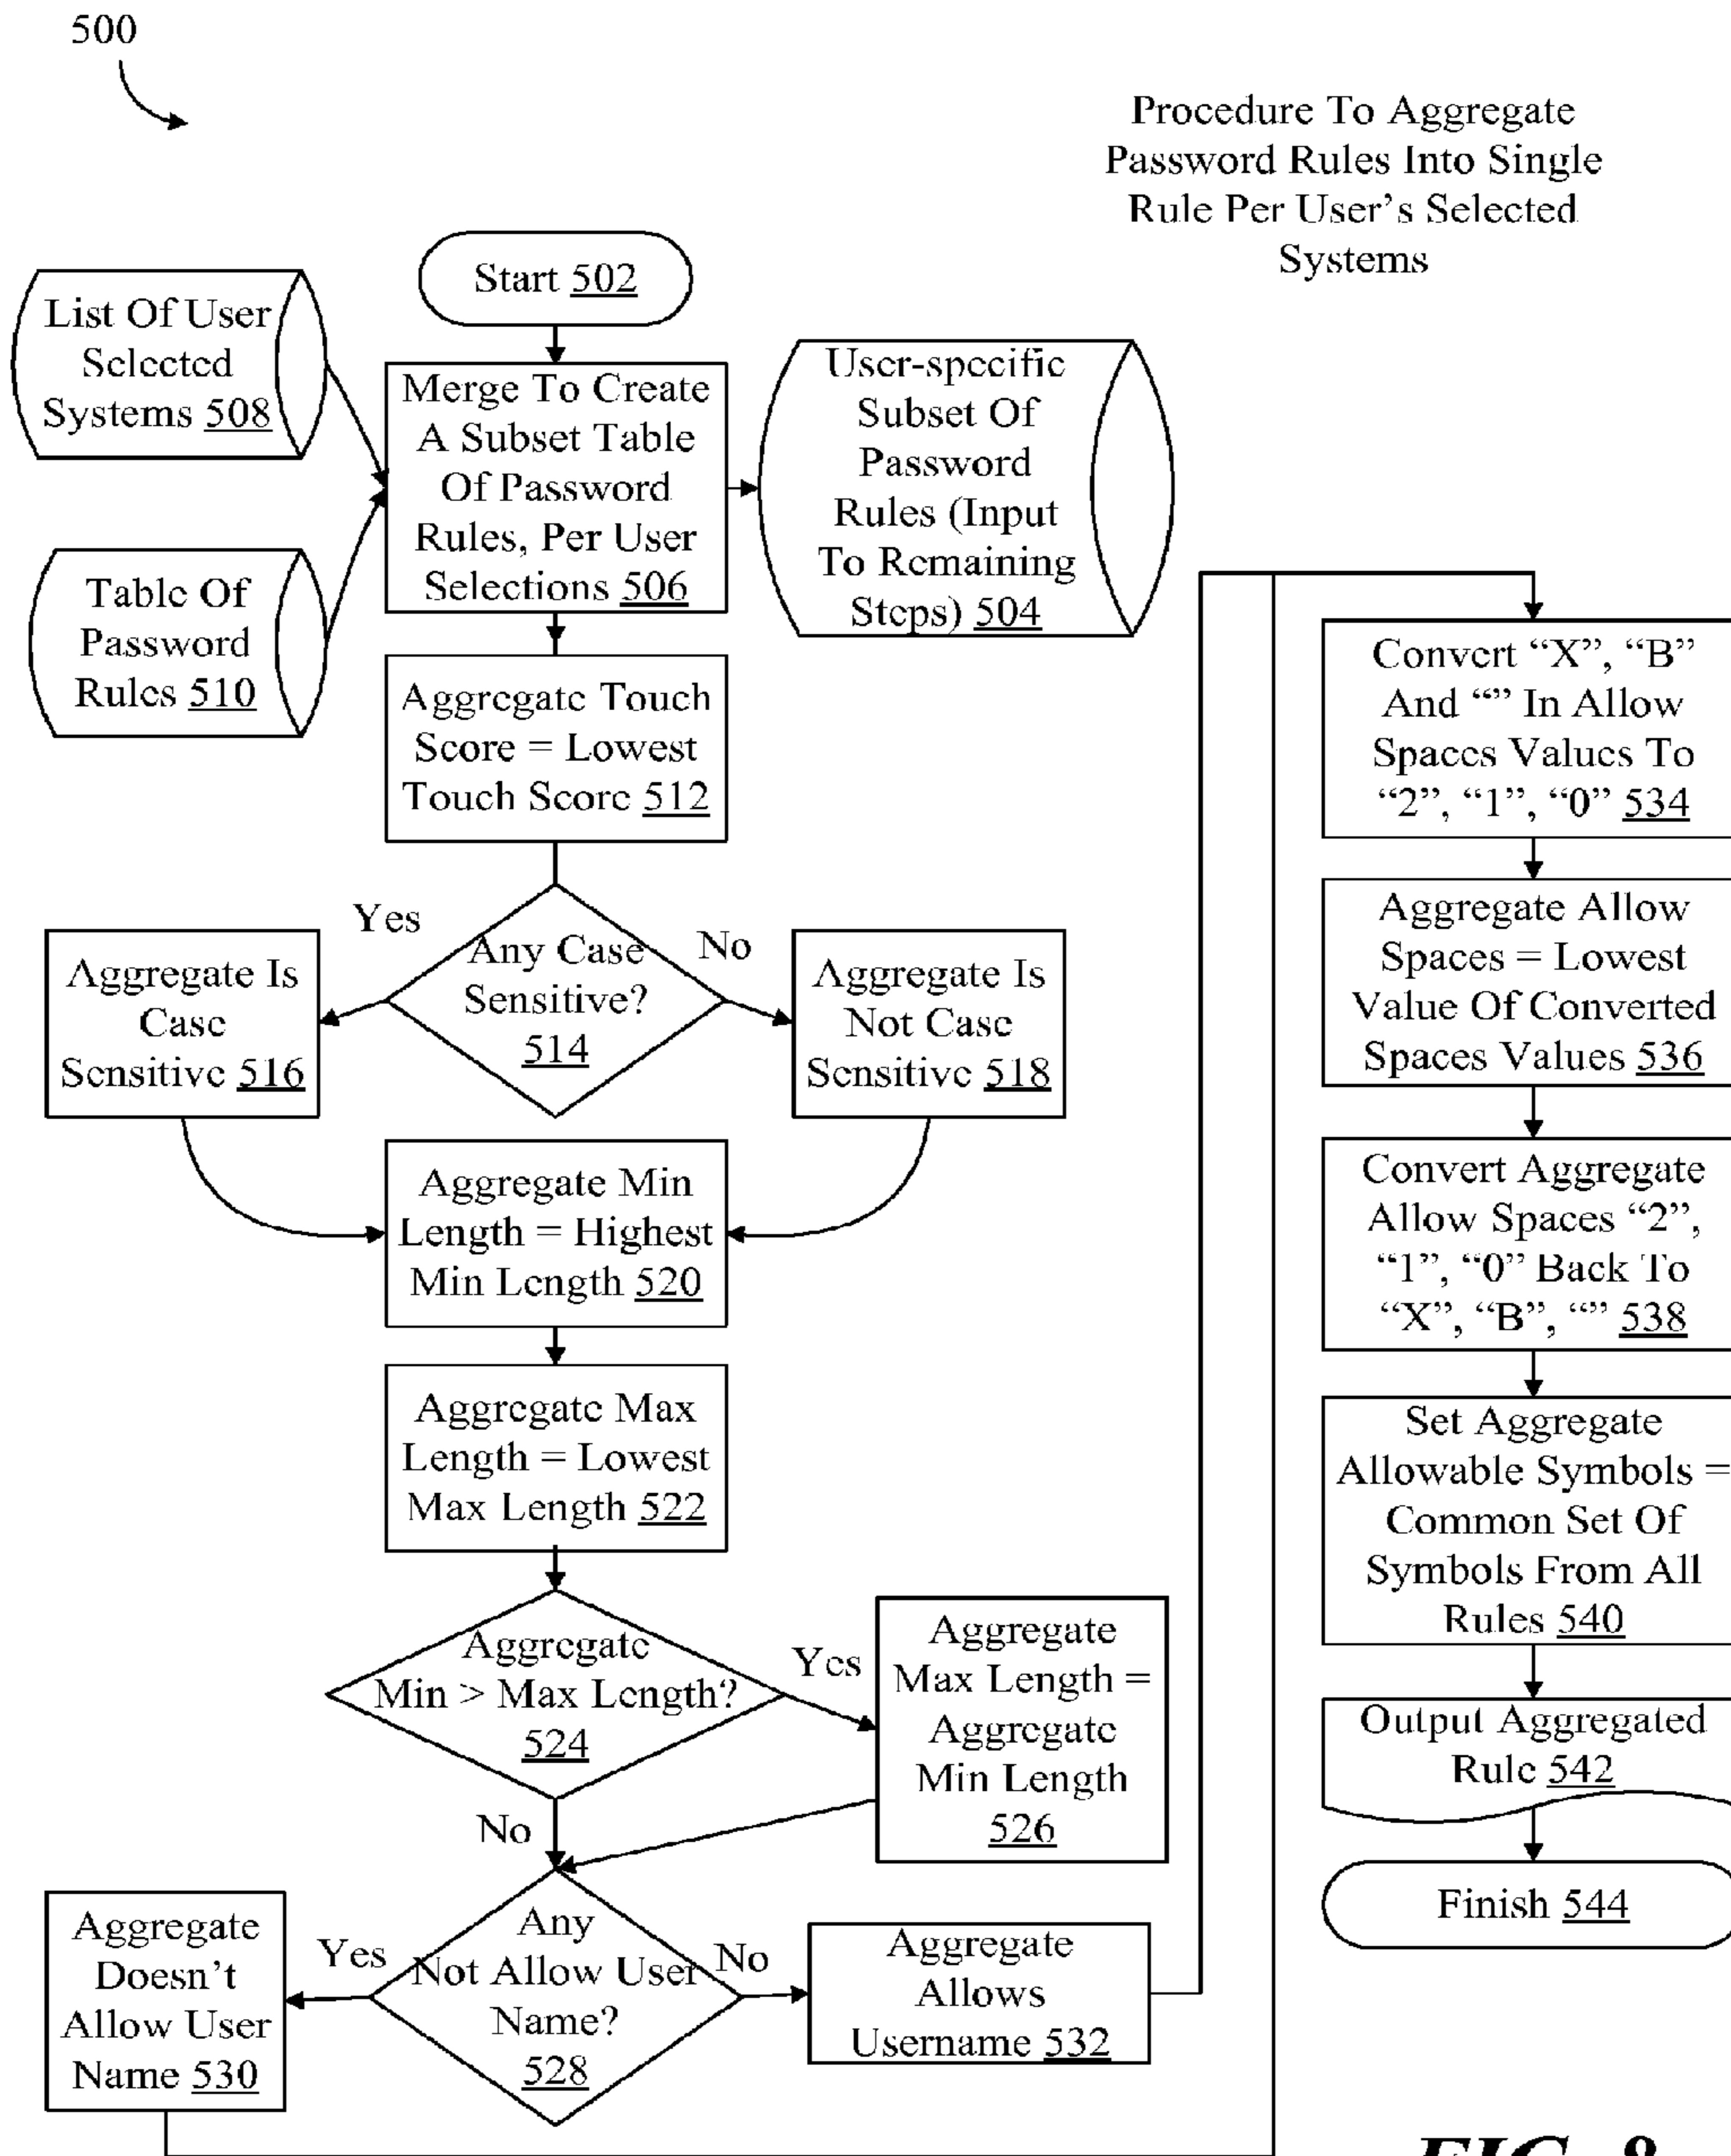 500
Procedure To Aggregate
Password Rules Into Single
Rule Per User's Selected
Systems
Start 502
List Of User
Selected
Systems 508
Merge To Create
A Subset Table
Of Password
Rules, Per User
Selections 506
User-specific
Subset Of
Password
Rules (Input
To Remaining
Steps) 504
Table Of
Password
Rules 510
Aggregate Touch
Score = Lowest
Touch Score 512
Yes
Any Case
Sensitive?
514
No
Aggregate Is
Case
Sensitive 516
Aggregate Is
Not Case
Sensitive 518
Aggregate Min
Length = Highest
Min Length 520
Aggregate Max
Length = Lowest
Max Length 522
Aggregate
Min > Max Length?
524
Yes
Aggregate
Max Length =
Aggregate
Min Length
526
No
Any
Not Allow User
Name?
528
Yes
Aggregate
Doesn't
Allow User
Name 530
No
Aggregate
Allows
Username 532
Convert “X”, “B”
And “” In Allow
Spaces Values To
“2”, “1”, “0” 534
Aggregate Allow
Spaces = Lowest
Value Of Converted
Spaces Values 536
Convert Aggregate
Allow Spaces “2”,
“1”, “0” Back To
“X”, “B”, “” 538
Set Aggregate
Allowable Symbols =
Common Set Of
Symbols From All
Rules 540
Output Aggregated
Rule 542
Finish 544
FIG. 8